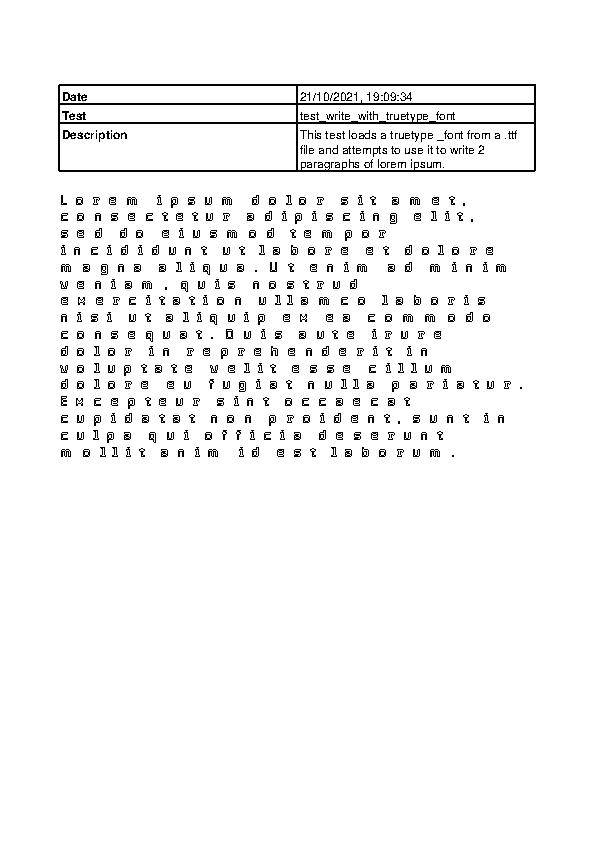 Date 21/10/2021, 19:09:34
Test test_write_with_truetype_font
Description This test loads a truetype _font from a .ttf
file and attempts to use it to write 2
paragraphs of lorem ipsum.
Lorem ipsum dolor sit amet,
consectetur adipiscing elit,
sed do eiusmod tempor
incididunt ut labore et dolore
magna aliqua. Ut enim ad minim
veniam, quis nostrud
exercitation ullamco laboris
nisi ut aliquip ex ea commodo
consequat. Duis aute irure
dolor in reprehenderit in
voluptate velit esse cillum
dolore eu fugiat nulla pariatur.
Excepteur sint occaecat
cupidatat non proident, sunt in
culpa qui officia deserunt
mollit anim id est laborum.